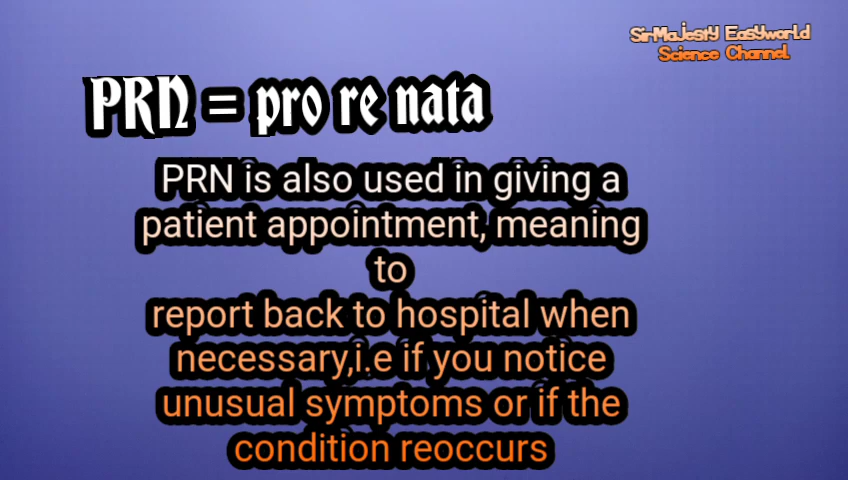 SirMajesty Easyworld
Science Channel
PRN = pro re nata
PRN is also used in giving a
patient appointment, meaning
to
report back to hospital when
necessary,i.e if you notice
unusual symptoms or if the
condition reoccurs